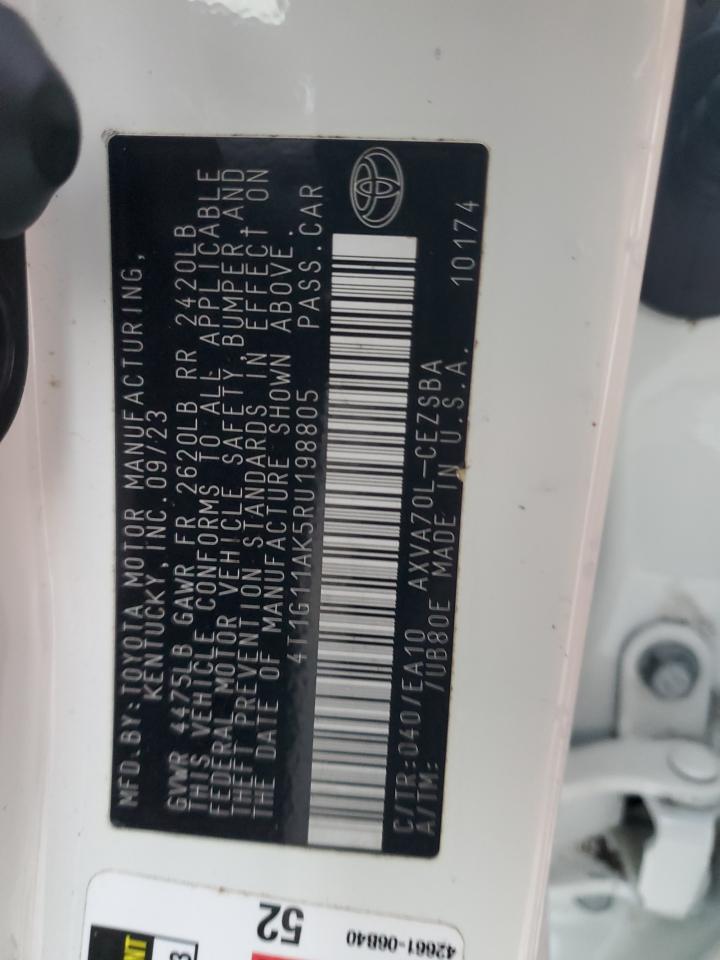 MFD.BY:TOYOTA MOTOR MANUFACTURING,
KENTUCKY, INC. 09/23
GVWR 4475LB GAWR FR 2620LB RR 2420LB
THIS VEHICLE CONFORMS TO ALL APPLICABLE
FEDERAL MOTOR VEHICLE SAFETY,BUMPER,AND
THEFT PREVENTION STANDARDS IN EFFECT ON
THE DATE OF MANUFACTURE SHOWN ABOVE.
4T1G11AK5RU198805 PASS.CAR
C/TR:040/EA10 AXVA70L-CEZSBA 10174
A/TM: /UB80E MADE IN U.S.A.
52
42661-06B40